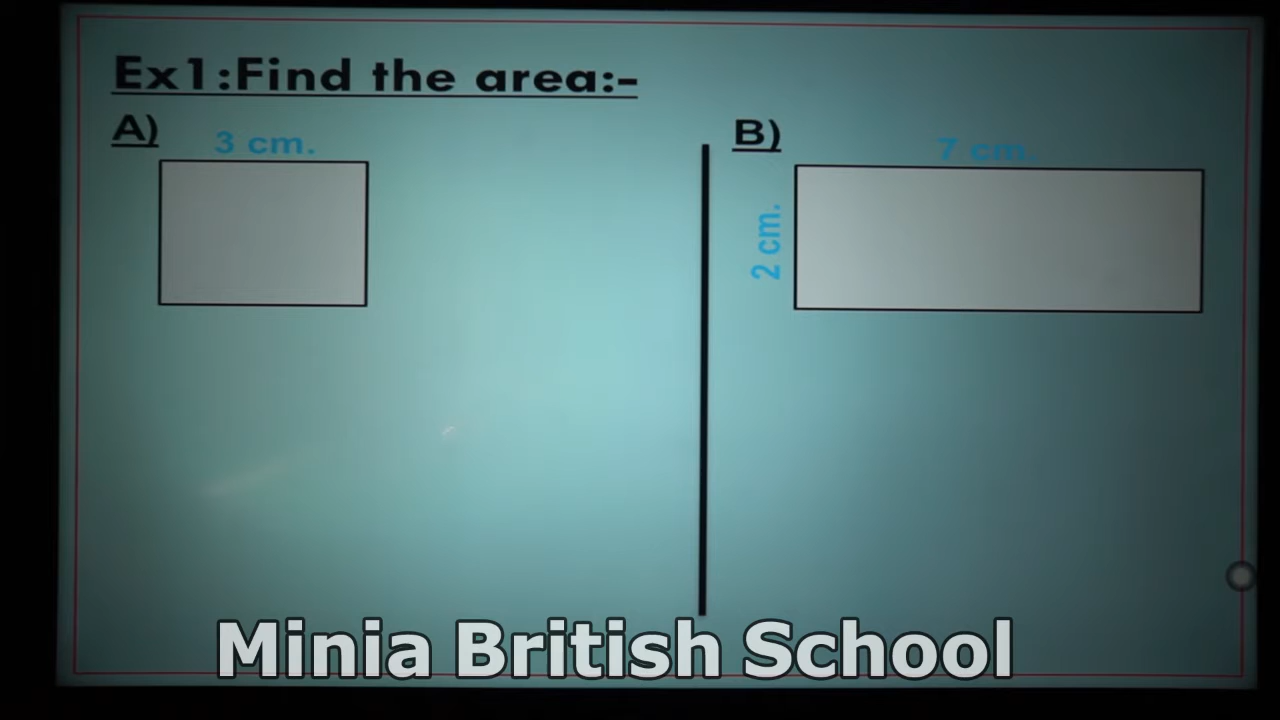 Ex1:Find the area:-
A)
3 cm.
B)
7 cm.
2 cm.
Minia British School